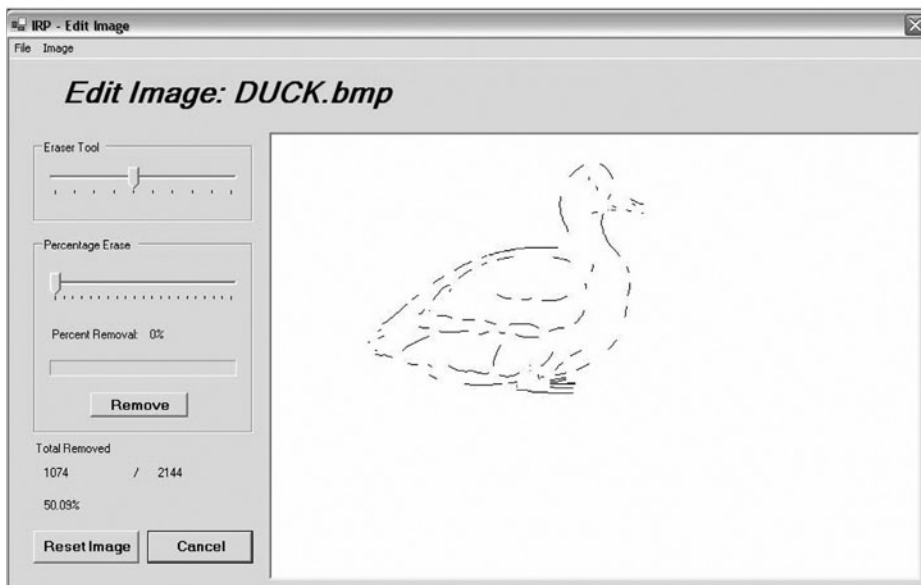 IRP - Edit Image
File Image
Edit Image: DUCK.bmp
Eraser Tool
Percentage Erase
Percent Removal: 0%
Remove
Total Removed
1074 / 2144
50.09%
Reset Image Cancel